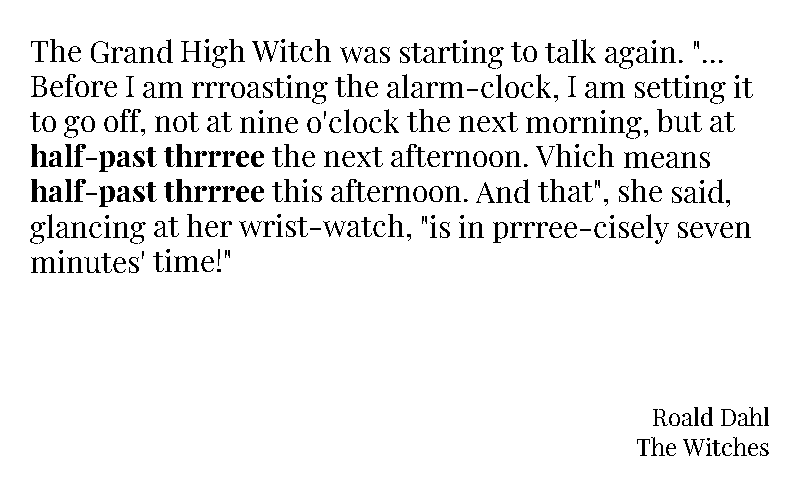 The Grand High Witch was starting to talk again. "...
Before I am rrroasting the alarm-clock, I am setting it
to go off, not at nine o'clock the next morning, but at
half-past thrrree the next afternoon. Vhich means
half-past thrrree this afternoon. And that", she said,
glancing at her wrist-watch, "is in prrree-cisely seven
minutes' time!"
Roald Dahl
The Witches